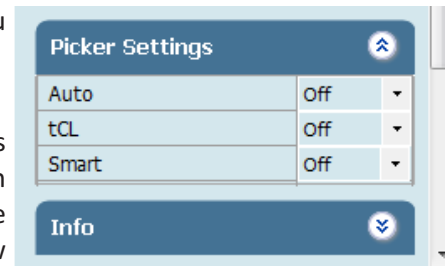 u
Picker Settings
Auto Off
tCL Off
s
Smart Off
n
e
Info
w